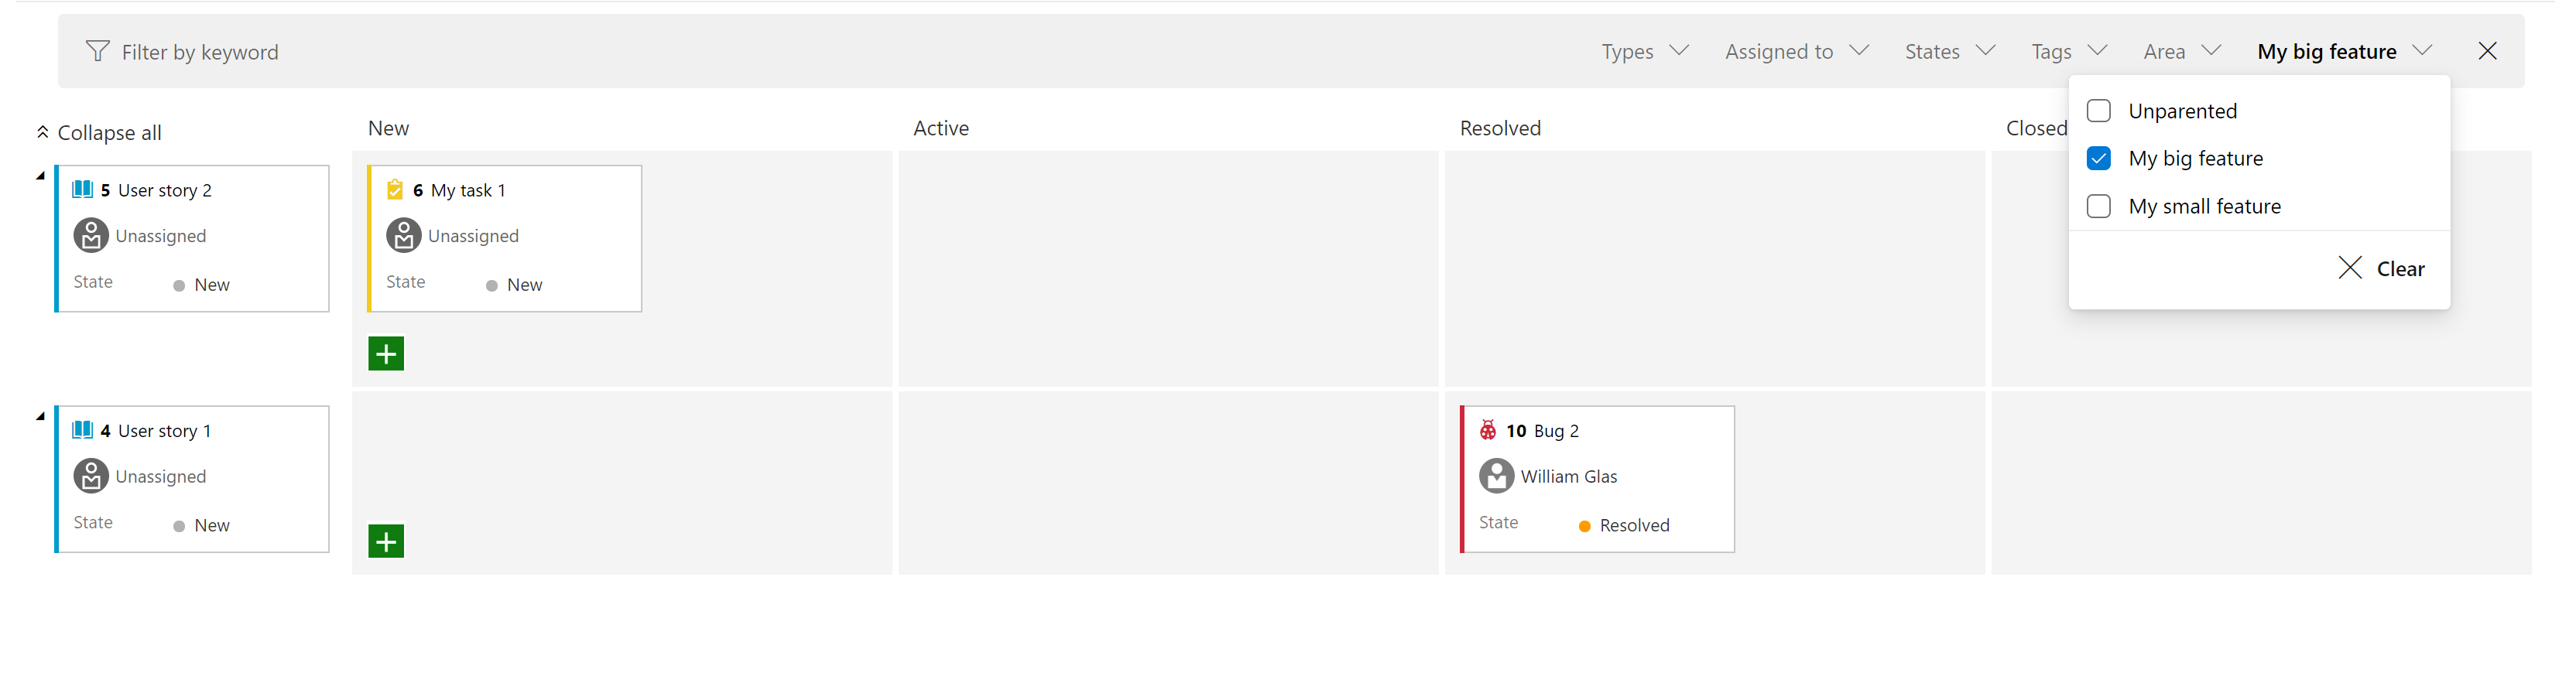 Filter by keyword
Types
Assigned to
States
Tags
Area
My big feature
Unparented
My big feature
My small feature
Clear
Collapse all
New
Active
Resolved
Closed
5 User story 2
Unassigned
State New
6 My task 1
Unassigned
State New
4 User story 1
Unassigned
State New
10 Bug 2
William Glas
State Resolved